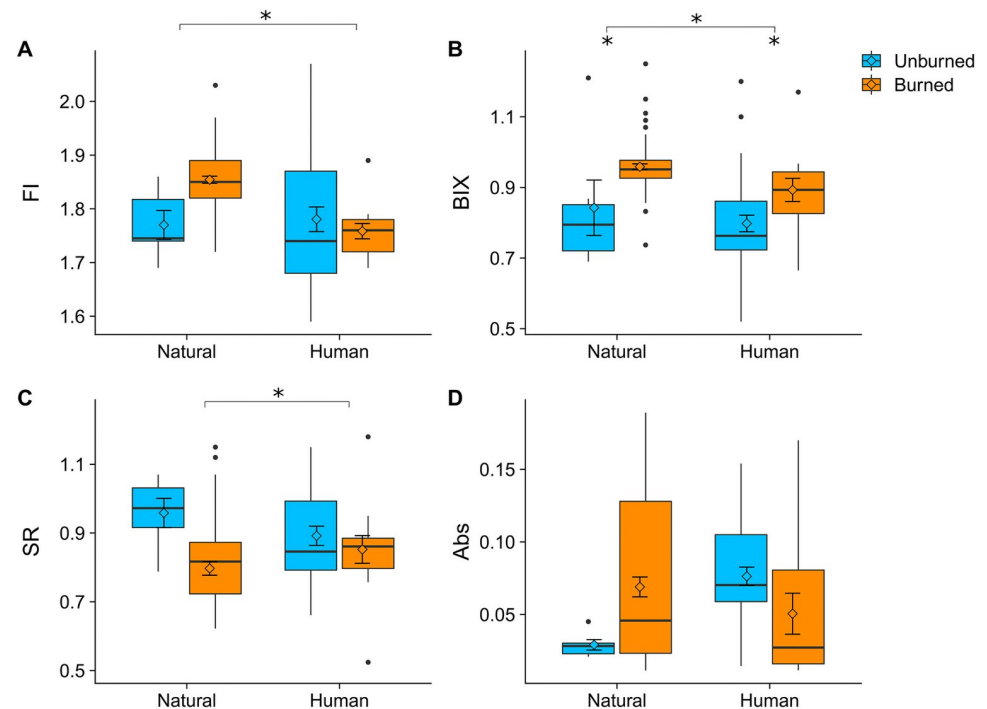 *
*
A
B
*
*
Unburned
Burned
FI
2.0
1.9
1.8
1.7
1.6
Natural
Human
BIX
1.1
0.9
0.7
0.5
Natural
Human
*
C
D
SR
1.1
0.9
0.7
0.5
Natural
Human
Abs
0.15
0.10
0.05
Natural
Human